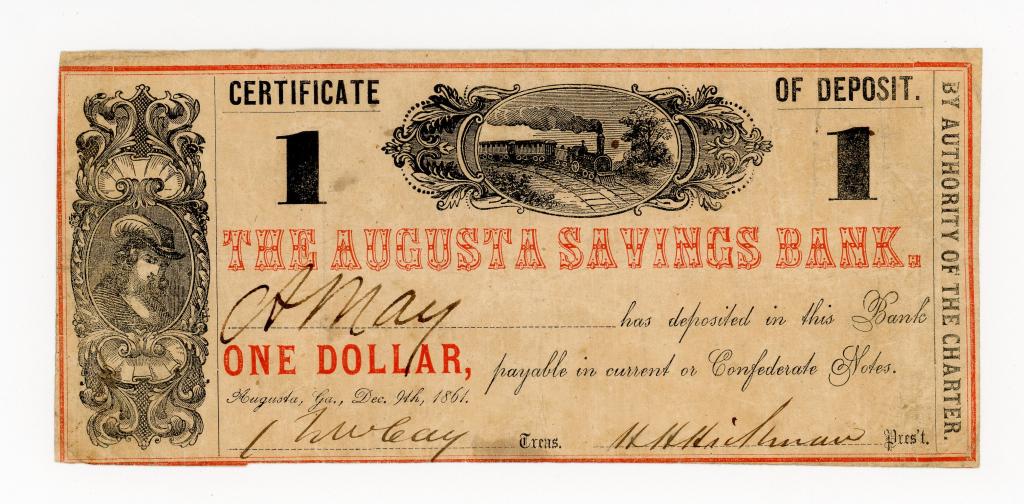 CERTIFICATE OF DEPOSIT.
1 1
THE AUGUSTA SAVINGS BANK.
A May has deposited in this Bank
ONE DOLLAR, payable in current or Confederate Notes.
Augusta, Ga., Dec. 9th, 1861.
Treas. H H Hickman Pres't.
BY AUTHORITY OF THE CHARTER.